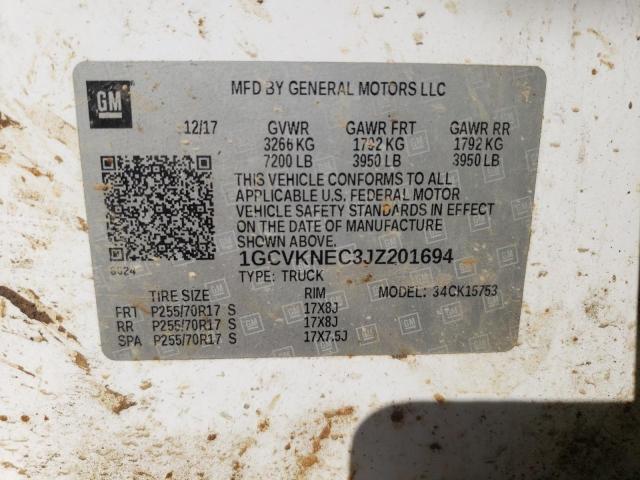 GM
MFD BY GENERAL MOTORS LLC
12/17 GVWR GAWR FRT GAWR RR
3266 KG 1792 KG 1792 KG
7200 LB 3950 LB 3950 LB
THIS VEHICLE CONFORMS TO ALL
APPLICABLE U.S. FEDERAL MOTOR
VEHICLE SAFETY STANDARDS IN EFFECT
ON THE DATE OF MANUFACTURE
SHOWN ABOVE.
1GCVKNEC3JZ201694
TYPE: TRUCK
MODEL: 34CK15753
TIRE SIZE RIM
FRT P255/70R17 S 17X8J
RR P255/70R17 S 17X8J
SPA P255/70R17 S 17X7.5J